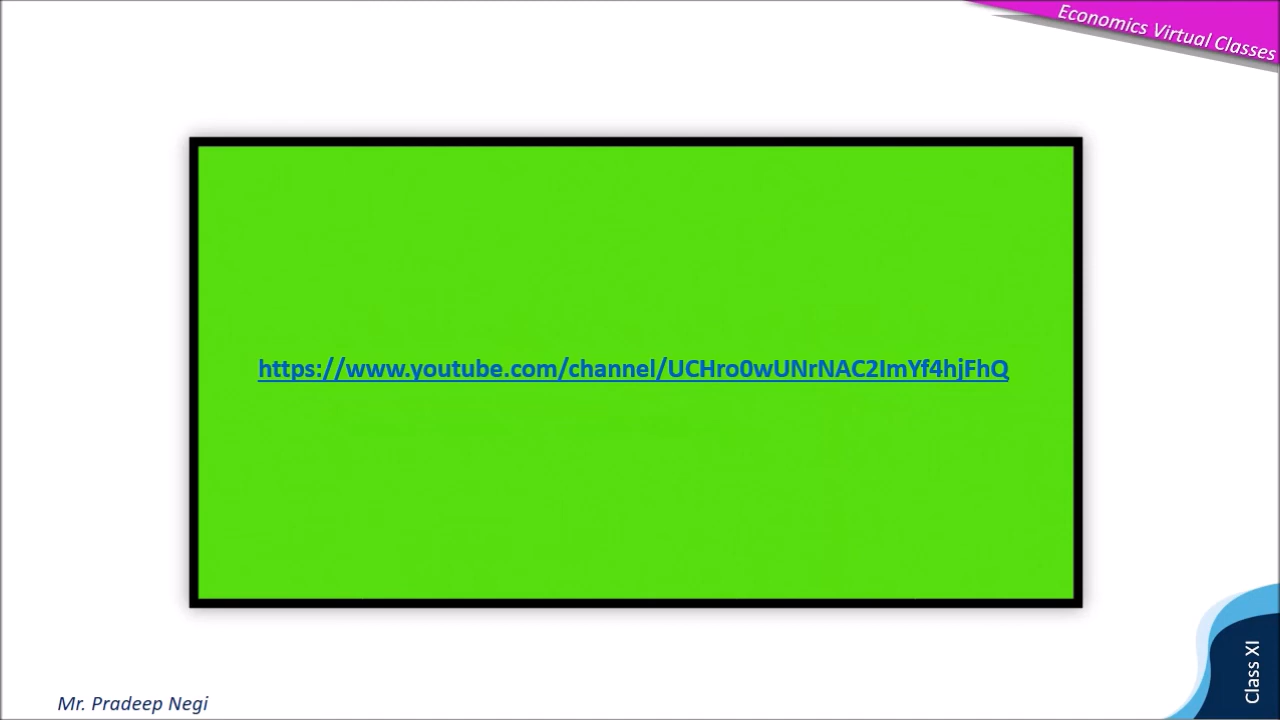 Economics Virtual Classes
https://www.youtube.com/channel/UCHro0wUNrNAC2ImYf4hjFhQ
Class XI
Mr. Pradeep Negi